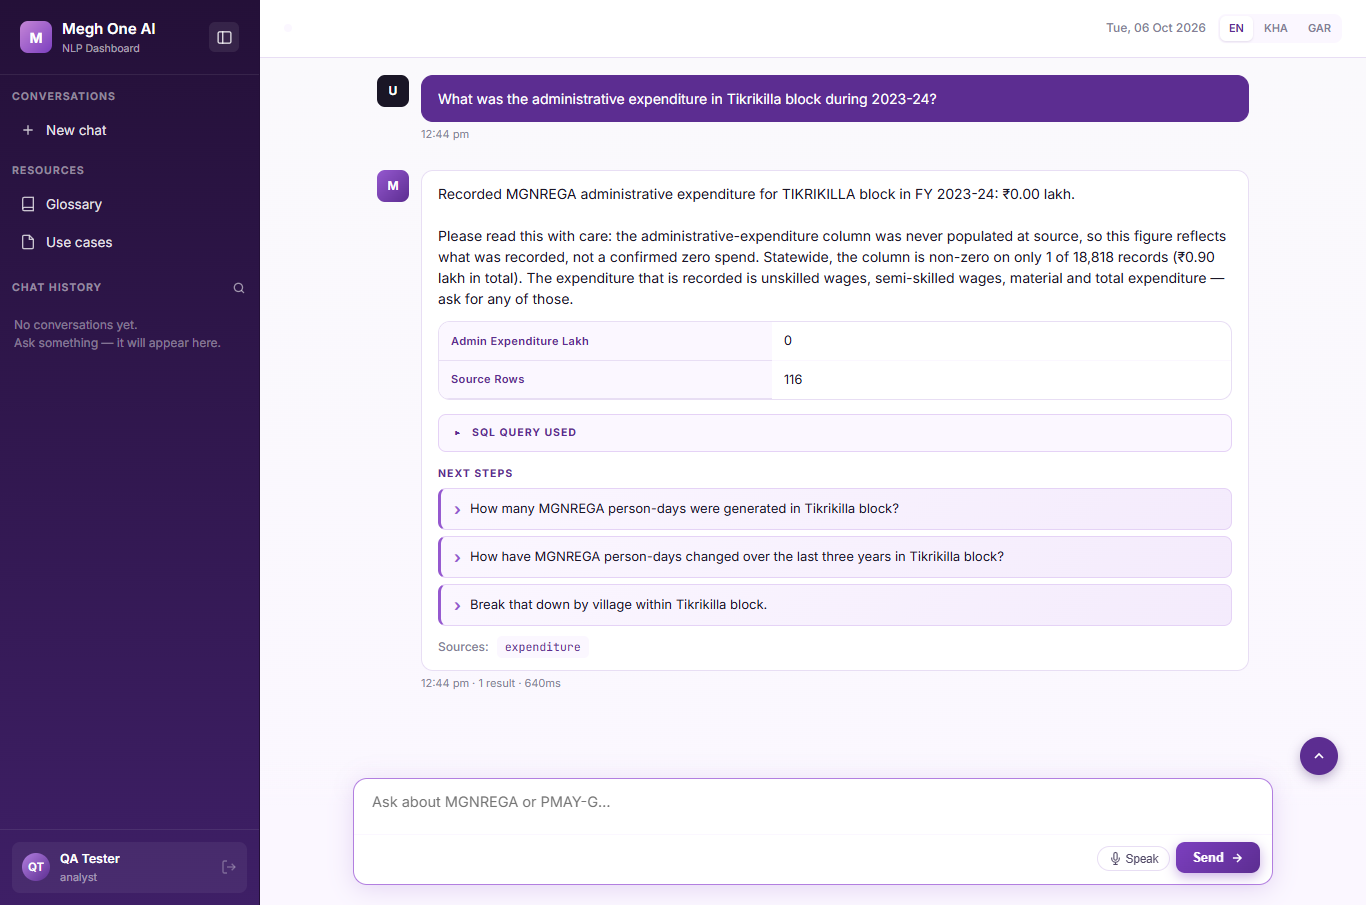 M
Megh One AI
NLP Dashboard
CONVERSATIONS
+ New chat
RESOURCES
Glossary
Use cases
CHAT HISTORY
No conversations yet.
Ask something — it will appear here.
QT
QA Tester
analyst
Tue, 06 Oct 2026
EN KHA GAR
U
What was the administrative expenditure in Tikrikilla block during 2023-24?
12:44 pm
M
Recorded MGNREGA administrative expenditure for TIKRIKILLA block in FY 2023-24: ₹0.00 lakh.
Please read this with care: the administrative-expenditure column was never populated at source, so this figure reflects
what was recorded, not a confirmed zero spend. Statewide, the column is non-zero on only 1 of 18,818 records (₹0.90
lakh in total). The expenditure that is recorded is unskilled wages, semi-skilled wages, material and total expenditure —
ask for any of those.
Admin Expenditure Lakh 0
Source Rows 116
SQL QUERY USED
NEXT STEPS
How many MGNREGA person-days were generated in Tikrikilla block?
How have MGNREGA person-days changed over the last three years in Tikrikilla block?
Break that down by village within Tikrikilla block.
Sources: expenditure
12:44 pm · 1 result · 640ms
Ask about MGNREGA or PMAY-G...
Speak
Send →